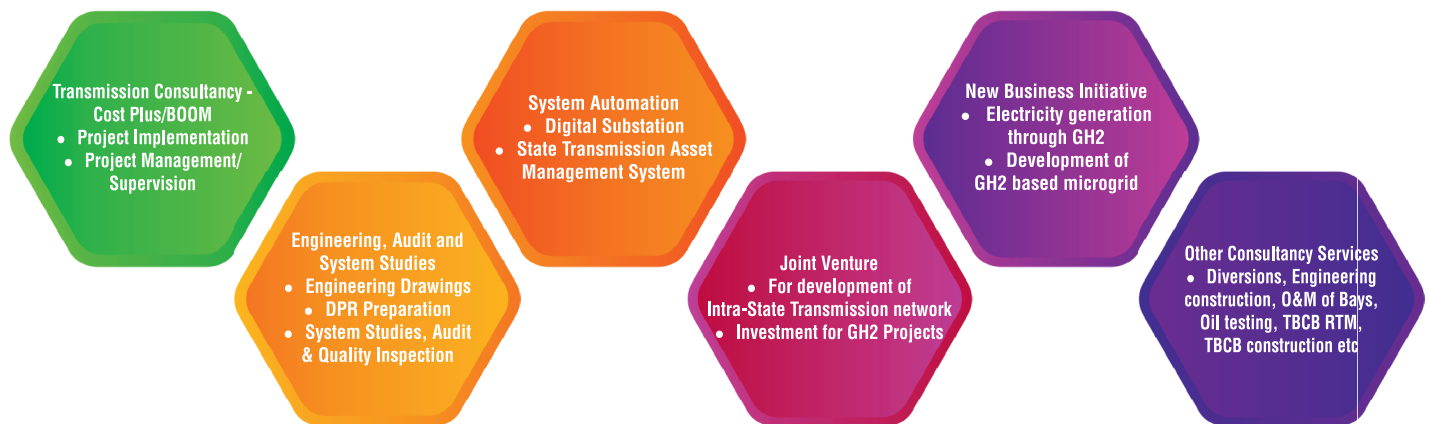 Transmission Consultancy -
Cost Plus/BOOM
• Project Implementation
• Project Management/
Supervision
Engineering, Audit and
System Studies
• Engineering Drawings
• DPR Preparation
• System Studies, Audit
& Quality Inspection
System Automation
• Digital Substation
• State Transmission Asset
Management System
Joint Venture
• For development of
Intra-State Transmission network
• Investment for GH2 Projects
New Business Initiative
• Electricity generation
through GH2
• Development of
GH2 based microgrid
Other Consultancy Services
• Diversions, Engineering
construction, O&M of Bays,
Oil testing, TBCB RTM,
TBCB construction etc